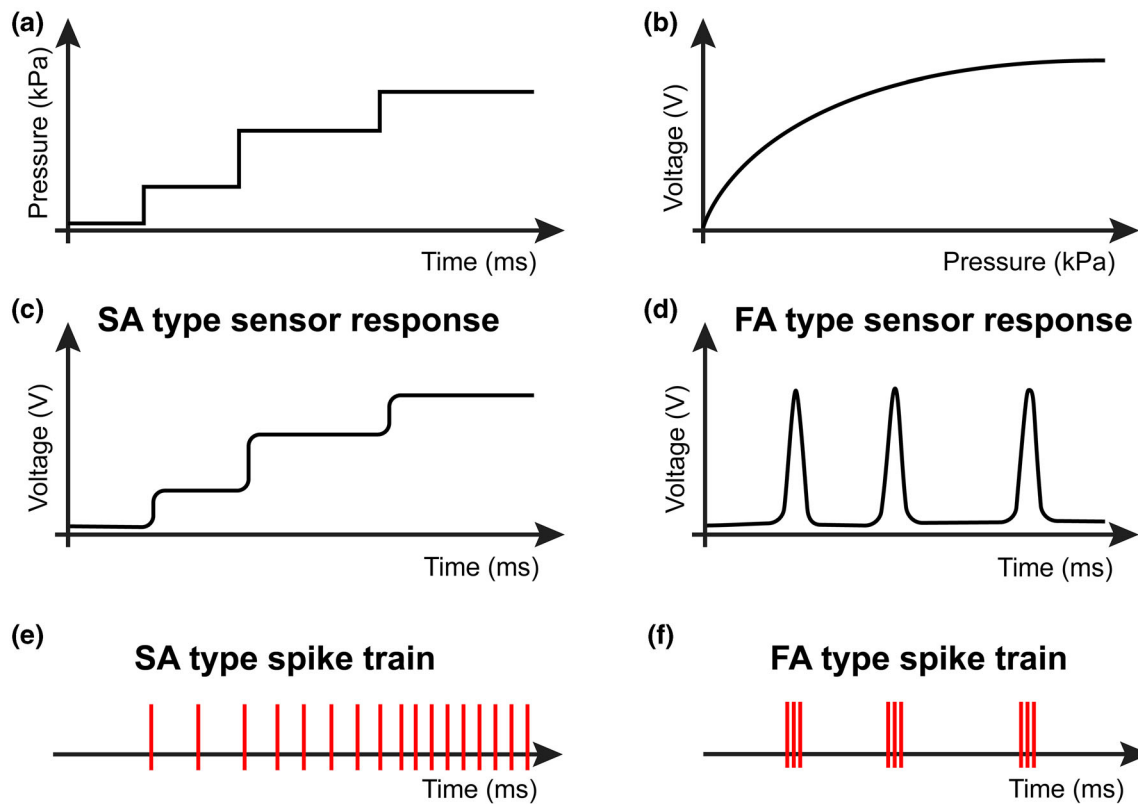 (a)
Pressure (kPa)
Time (ms)
(b)
Voltage (V)
Pressure (kPa)
(c)
SA type sensor response
Voltage (V)
Time (ms)
(d)
FA type sensor response
Voltage (V)
Time (ms)
(e)
SA type spike train
Time (ms)
(f)
FA type spike train
Time (ms)